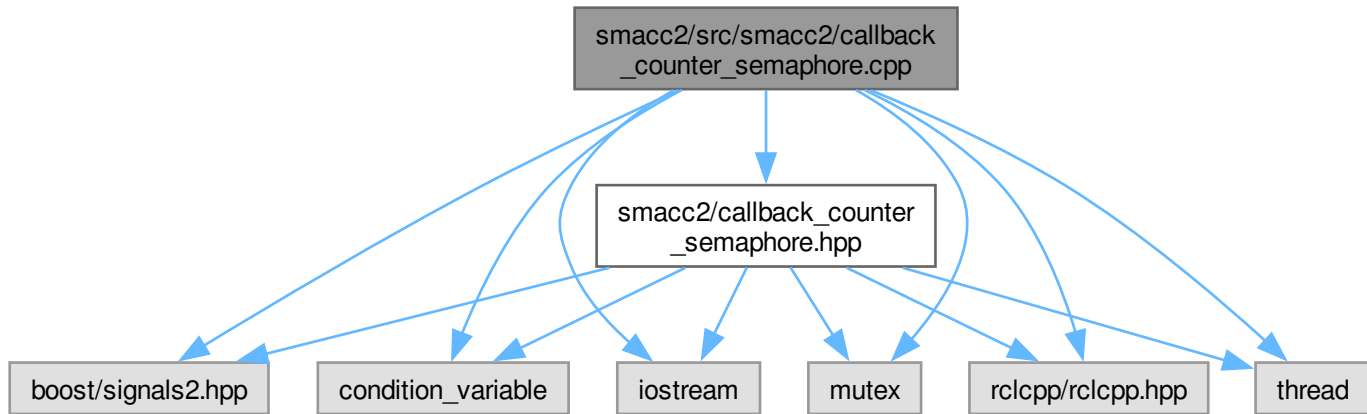 smacc2/src/smacc2/callback
_counter_semaphore.cpp
smacc2/callback_counter
_semaphore.hpp
boost/signals2.hpp
condition_variable
iostream
mutex
rclcpp/rclcpp.hpp
thread